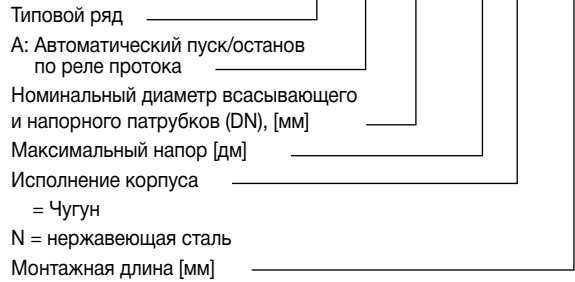 Типовой ряд
А: Автоматический пуск/останов
по реле протока
Номинальный диаметр всасывающего
и напорного патрубков (DN), [мм]
Максимальный напор [дм]
Исполнение корпуса
= Чугун
N = нержавеющая сталь
Монтажная длина [мм]